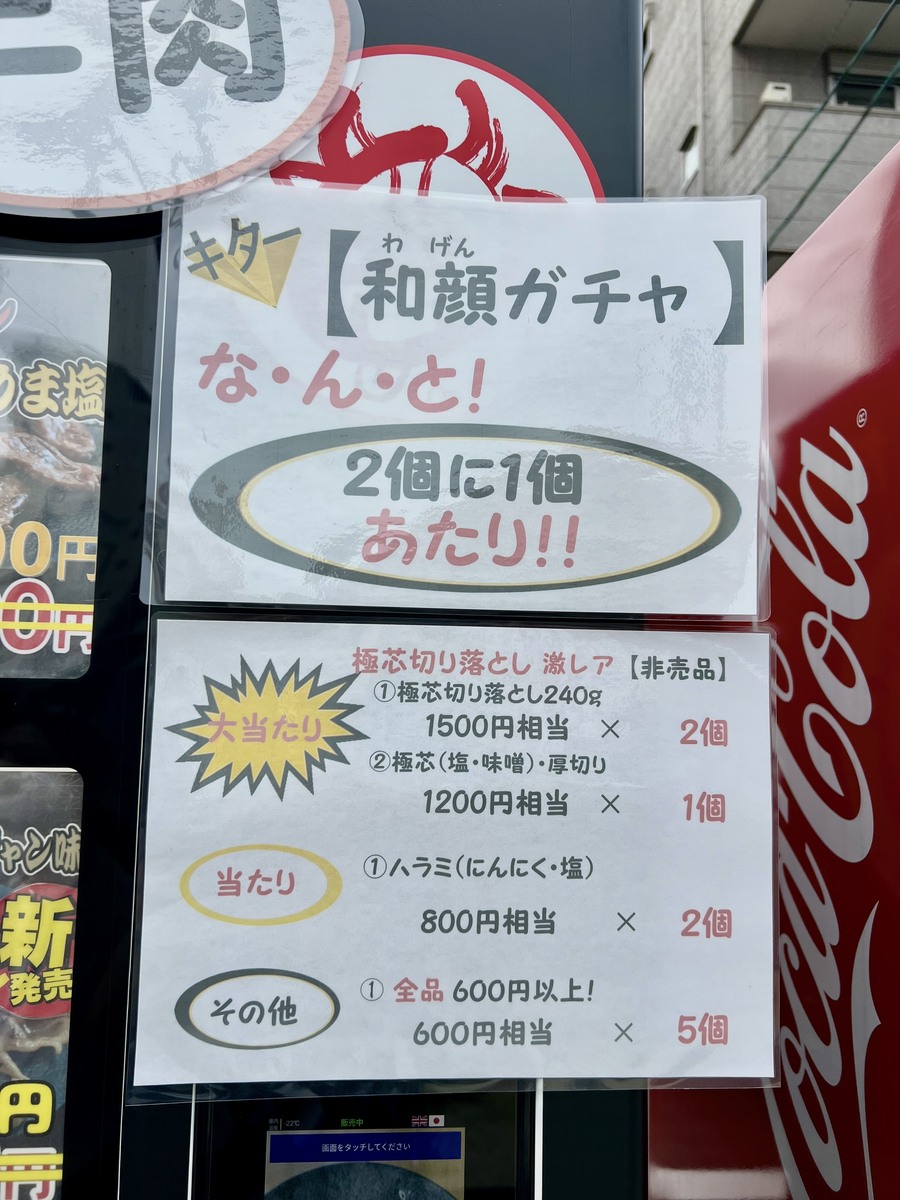 肉
キター
【和顔ガチャ】
わ げん
な・ん・と!
2個に1個
あたり!!
うま塩
00円
0円
大当たり
極芯切り落とし 激レア【非売品】
①極芯切り落とし240g
1500円相当 × 2個
②極芯(塩・味噌)・厚切り
1200円相当 × 1個
当たり
①ハラミ(にんにく・塩)
800円相当 × 2個
その他
① 全品 600円以上!
600円相当 × 5個
ャン味
新
発売
円
円
-22℃
販売中
画面をタッチしてください
Coca-Cola®